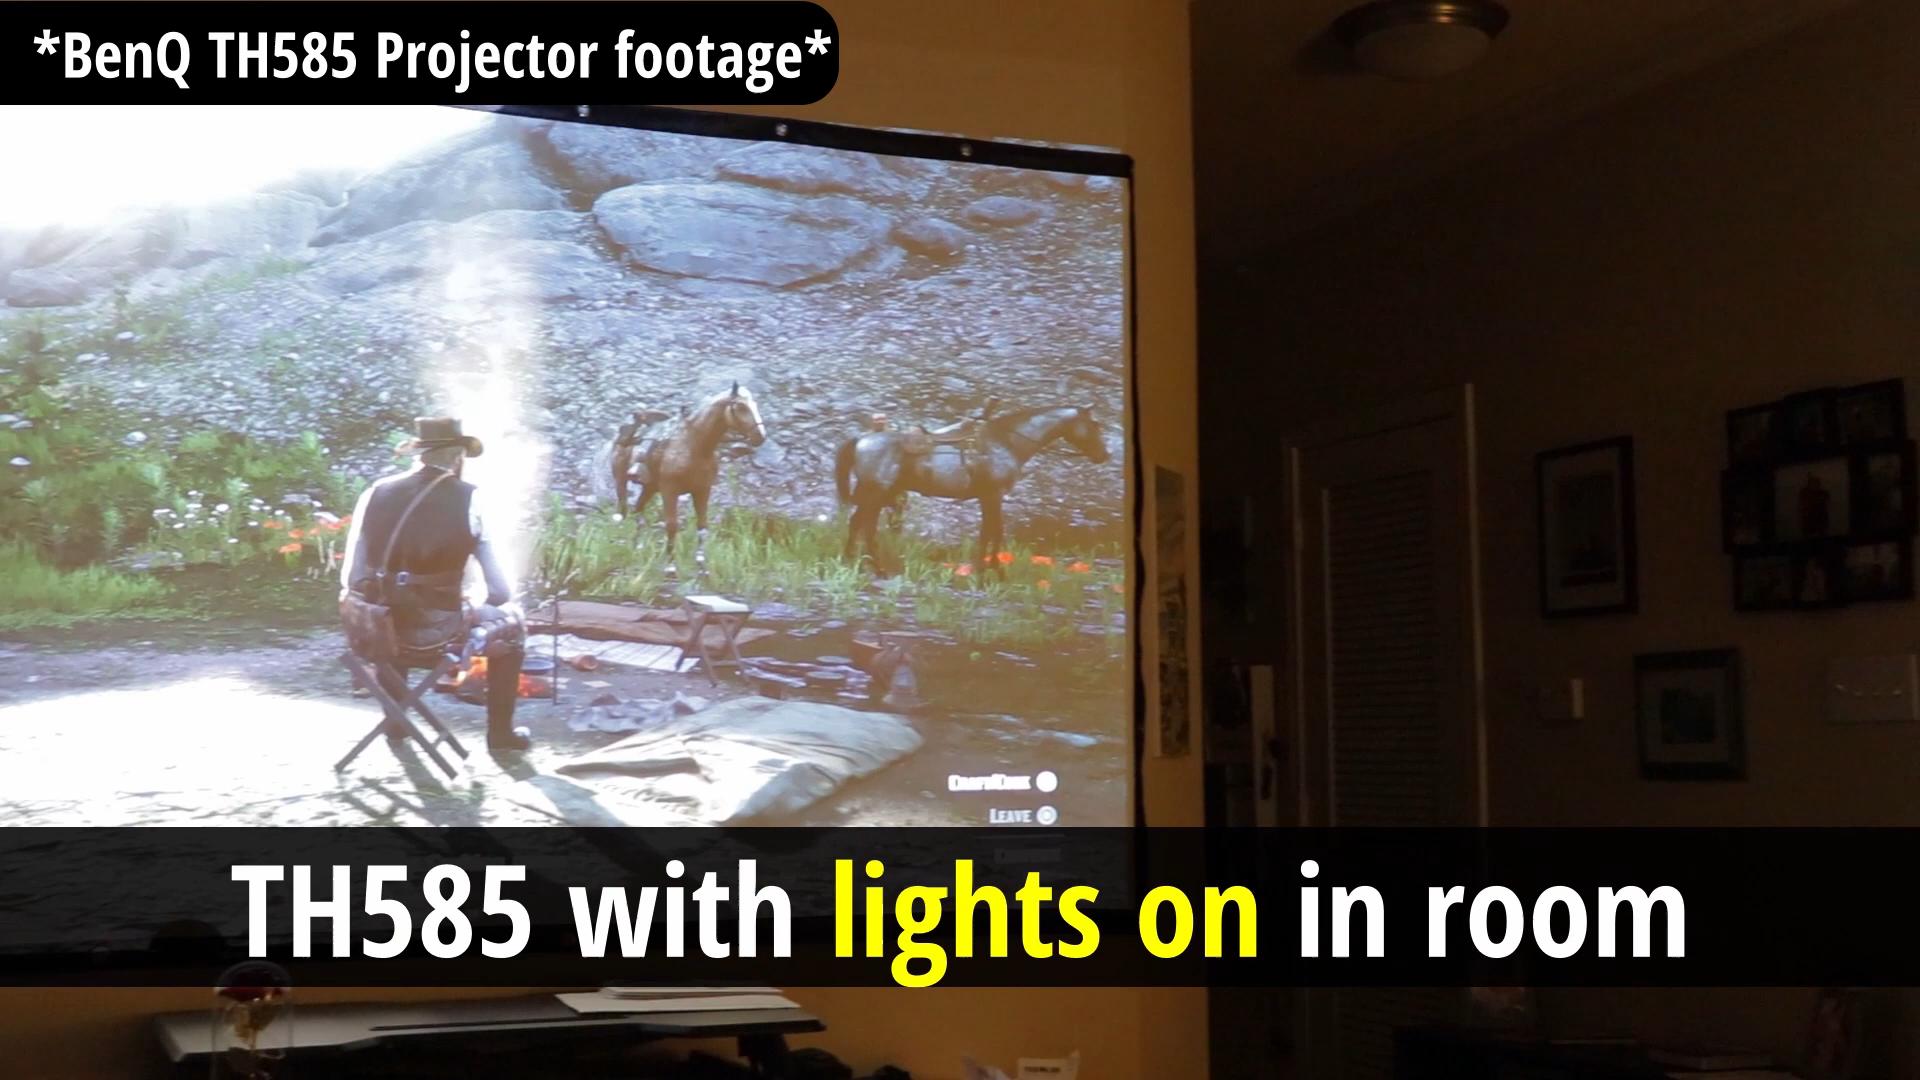 *BenQ TH585 Projector footage*
LEAVE
TH585 with lights on in room